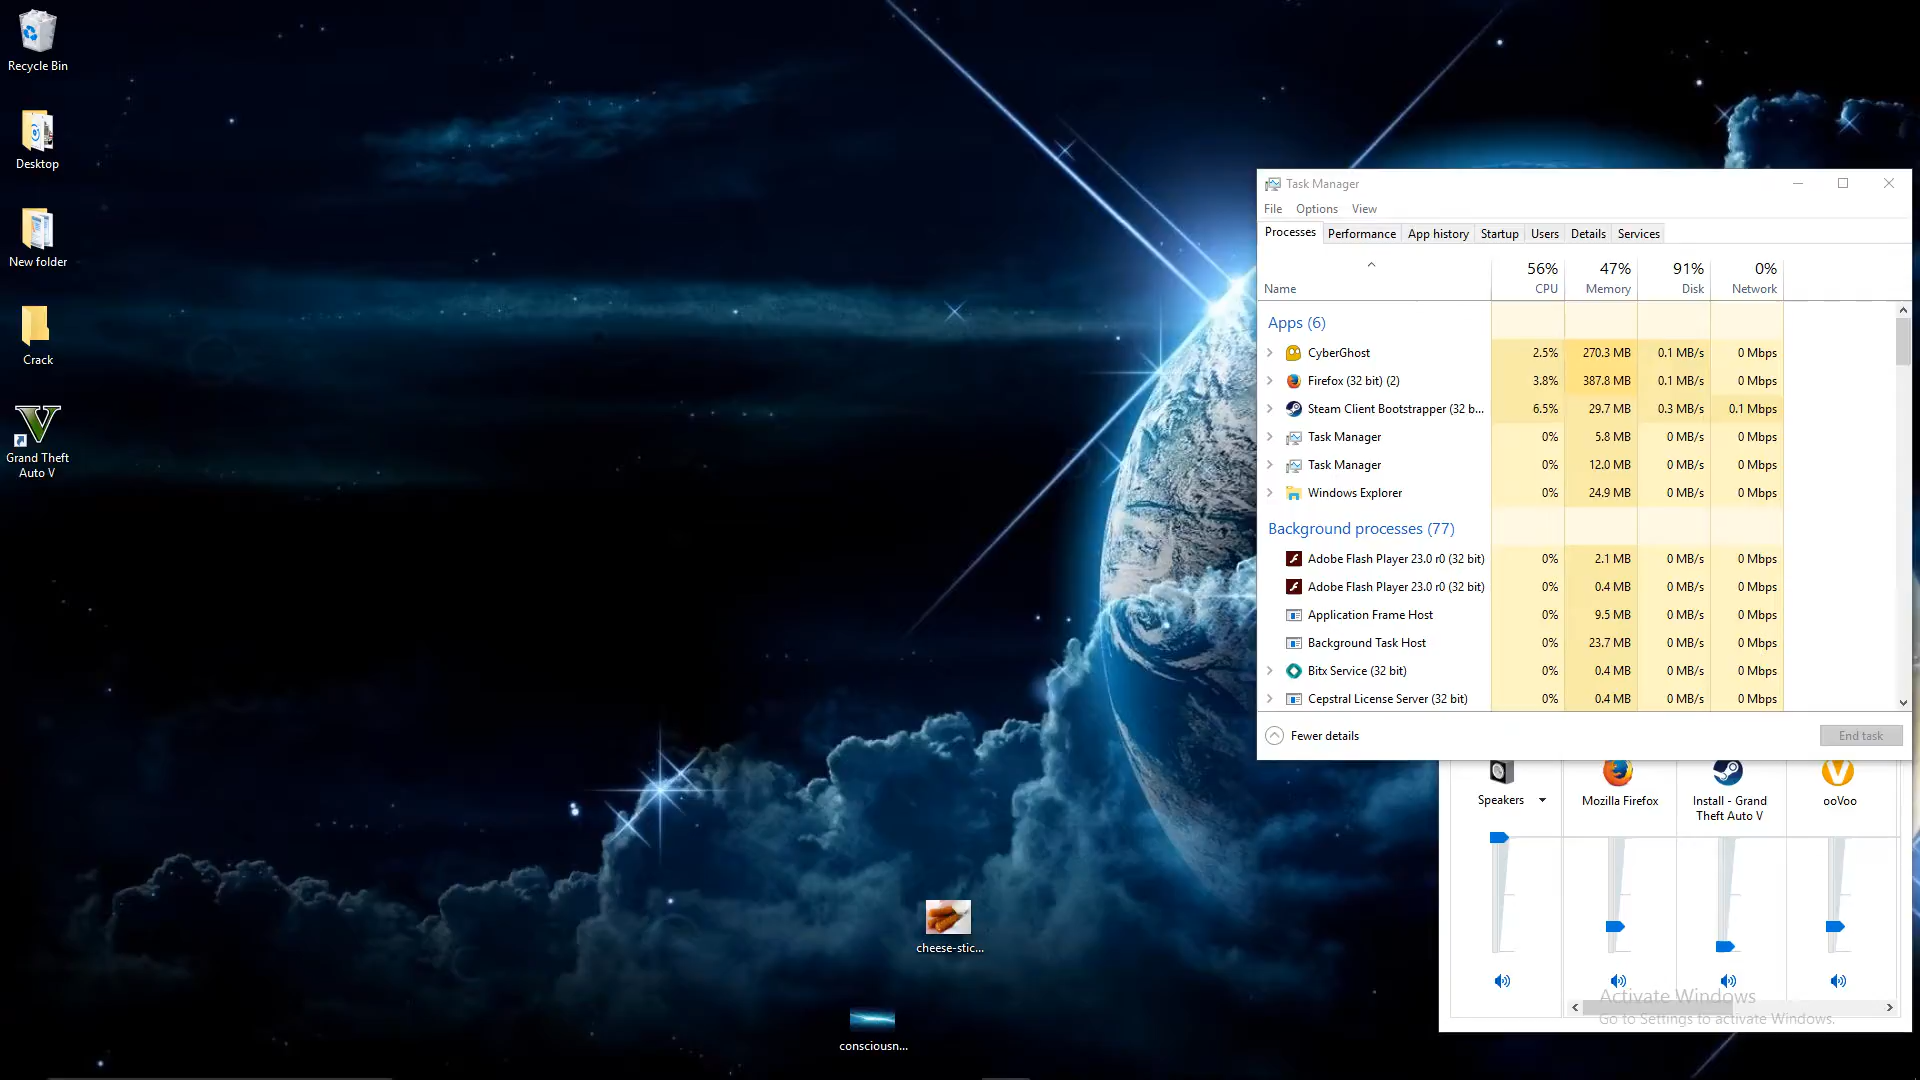 Recycle Bin
Desktop
New folder
Crack
Grand Theft
Auto V
cheese-stic...
consciousn...
Task Manager
File Options View
Processes Performance App history Startup Users Details Services
56% 47% 91% 0%
Name CPU Memory Disk Network
Apps (6)
CyberGhost 2.5% 270.3 MB 0.1 MB/s 0 Mbps
Firefox (32 bit) (2) 3.8% 387.8 MB 0.1 MB/s 0 Mbps
Steam Client Bootstrapper (32 b... 6.5% 29.7 MB 0.3 MB/s 0.1 Mbps
Task Manager 0% 5.8 MB 0 MB/s 0 Mbps
Task Manager 0% 12.0 MB 0 MB/s 0 Mbps
Windows Explorer 0% 24.9 MB 0 MB/s 0 Mbps
Background processes (77)
Adobe Flash Player 23.0 r0 (32 bit) 0% 2.1 MB 0 MB/s 0 Mbps
Adobe Flash Player 23.0 r0 (32 bit) 0% 0.4 MB 0 MB/s 0 Mbps
Application Frame Host 0% 9.5 MB 0 MB/s 0 Mbps
Background Task Host 0% 23.7 MB 0 MB/s 0 Mbps
Bitx Service (32 bit) 0% 0.4 MB 0 MB/s 0 Mbps
Cepstral License Server (32 bit) 0% 0.4 MB 0 MB/s 0 Mbps
Fewer details End task
Speakers Mozilla Firefox Install - Grand ooVoo
Theft Auto V
Activate Windows
Go to Settings to activate Windows.